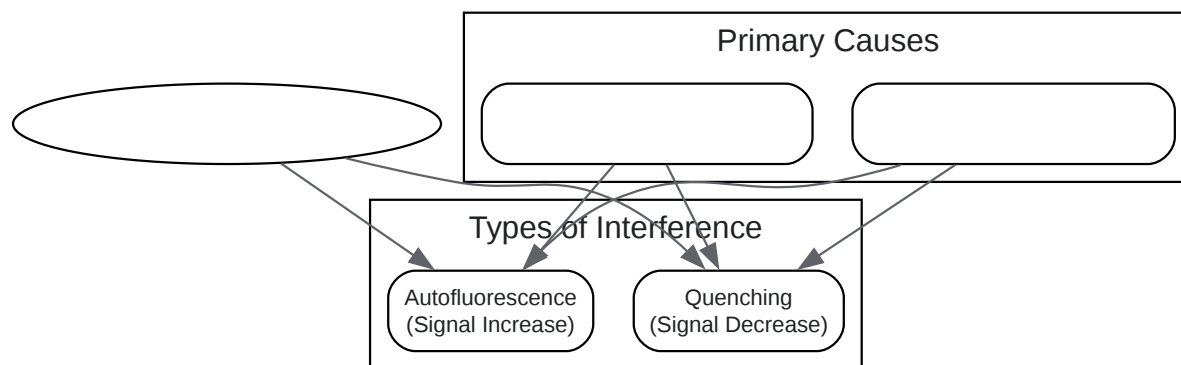 Primary Causes
Types of Interference
Autofluorescence
(Signal Increase)
Quenching
(Signal Decrease)